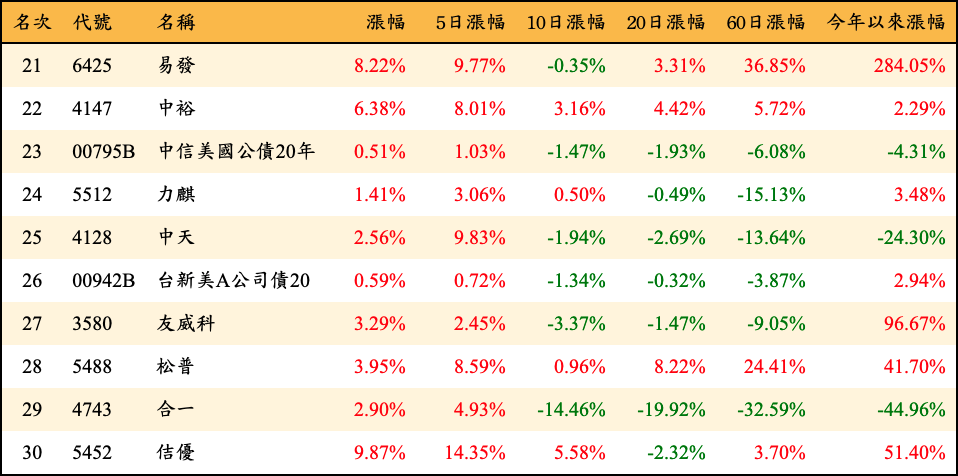 名次 代號 名稱 漲幅 5日漲幅 10日漲幅 20日漲幅 60日漲幅 今年以來漲幅
21 6425 易發 8.22% 9.77% -0.35% 3.31% 36.85% 284.05%
22 4147 中裕 6.38% 8.01% 3.16% 4.42% 5.72% 2.29%
23 00795B 中信美國公債20年 0.51% 1.03% -1.47% -1.93% -6.08% -4.31%
24 5512 力麒 1.41% 3.06% 0.50% -0.49% -15.13% 3.48%
25 4128 中天 2.56% 9.83% -1.94% -2.69% -13.64% -24.30%
26 00942B 台新美A公司債20 0.59% 0.72% -1.34% -0.32% -3.87% 2.94%
27 3580 友威科 3.29% 2.45% -3.37% -1.47% -9.05% 96.67%
28 5488 松普 3.95% 8.59% 0.96% 8.22% 24.41% 41.70%
29 4743 合一 2.90% 4.93% -14.46% -19.92% -32.59% -44.96%
30 5452 佶優 9.87% 14.35% 5.58% -2.32% 3.70% 51.40%